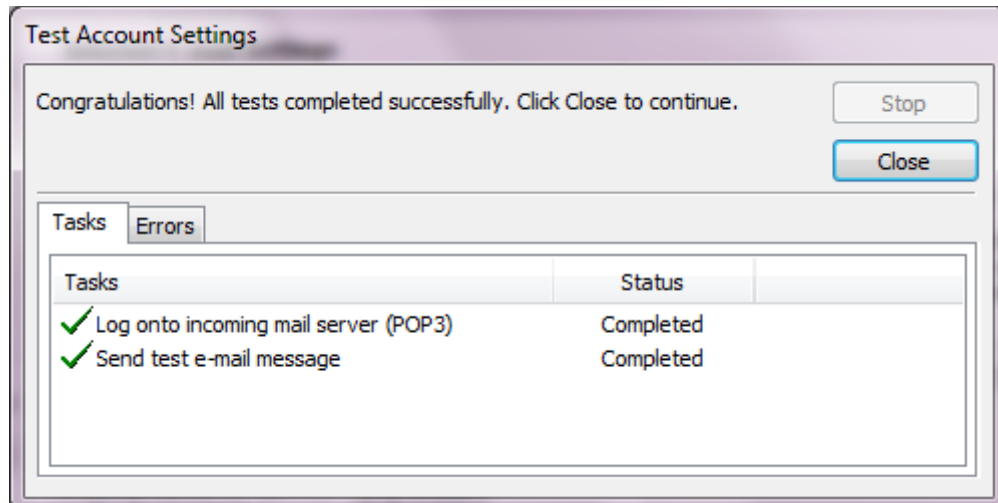 Test Account Settings
Congratulations! All tests completed successfully. Click Close to continue.
Stop
Close
Tasks Errors
Tasks Status
Log onto incoming mail server (POP3) Completed
Send test e-mail message Completed